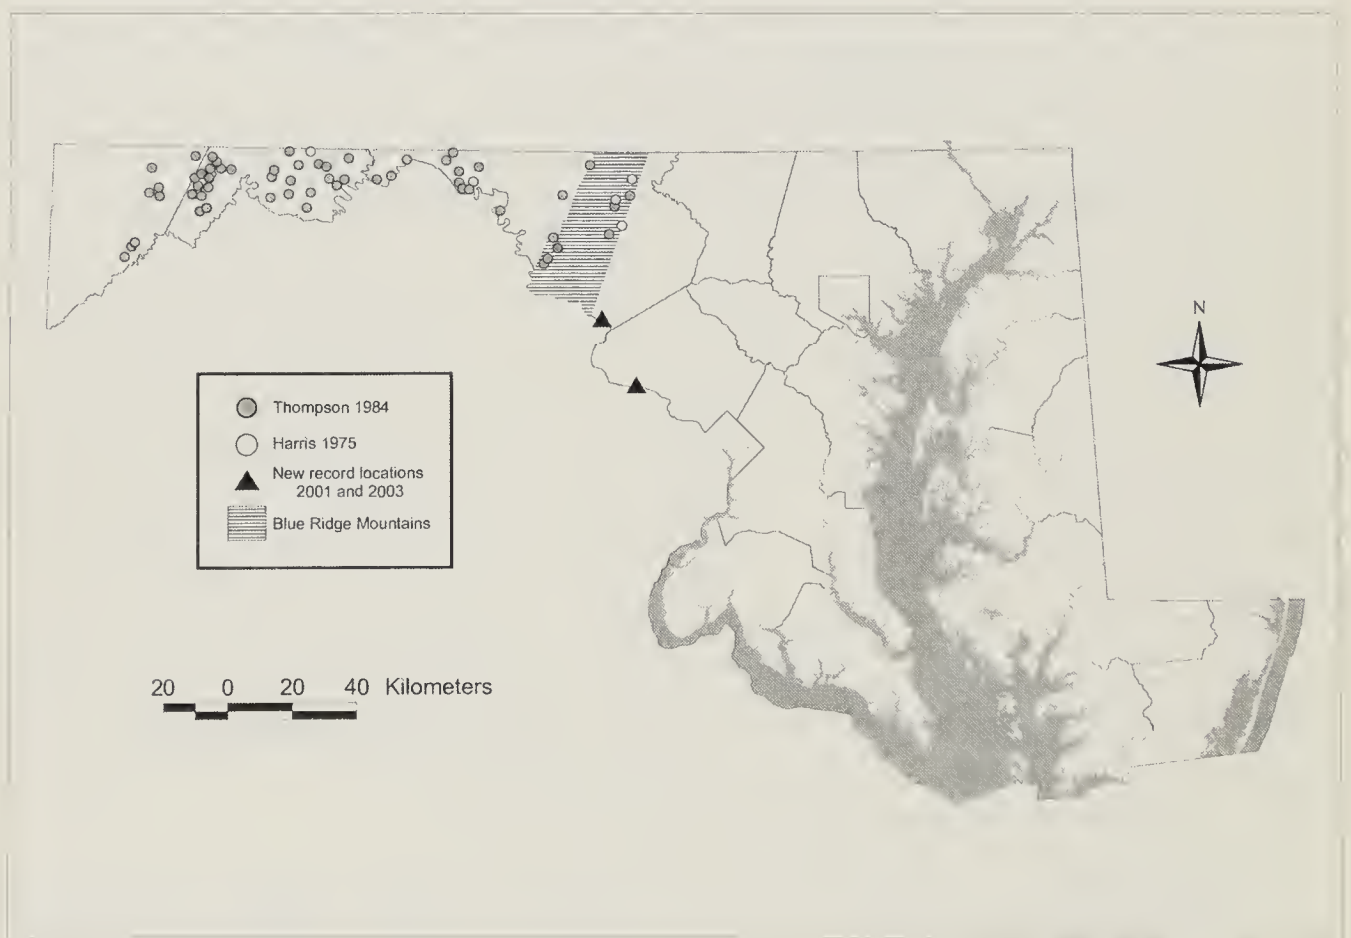 N
Thompson 1984
Harris 1975
New record locations
2001 and 2003
Blue Ridge Mountains
20 0 20 40 Kilometers